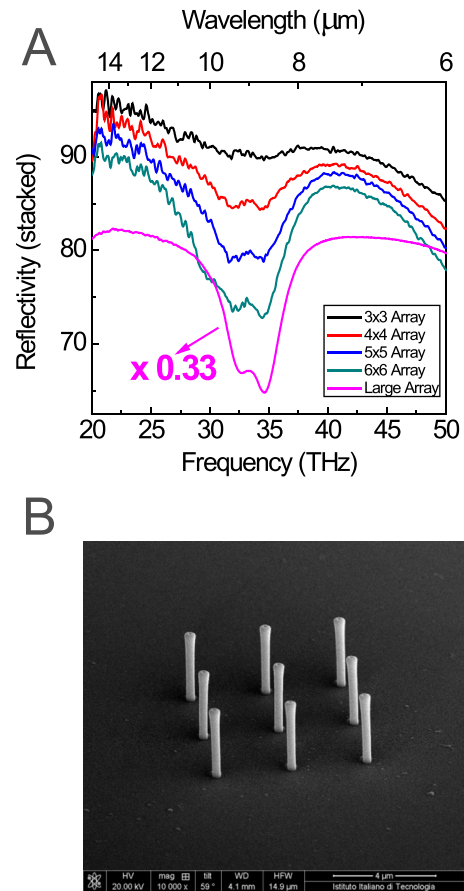 A
Wavelength (μm)
14 12 10 8 6
Reflectivity (stacked)
90
80
70
x 0.33
3x3 Array
4x4 Array
5x5 Array
6x6 Array
Large Array
20 25 30 35 40 45 50
Frequency (THz)
B
HV mag tilt WD HFW 4 μm
20.00 kV 10 000 x 59 ° 4.1 mm 14.9 μm Istituto Italiano di Tecnologia